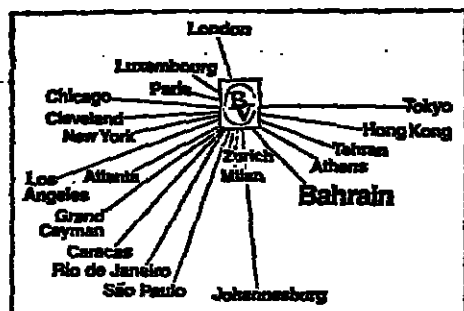 London
Luxembourg
Paris
Chicago
BV
Tokyo
Cleveland
Hong Kong
New York
Tehran
Zurich
Athens
Los Angeles
Atlanta
Milan
Bahrain
Grand
Cayman
Caracas
Rio de Janeiro
São Paulo
Johannesburg